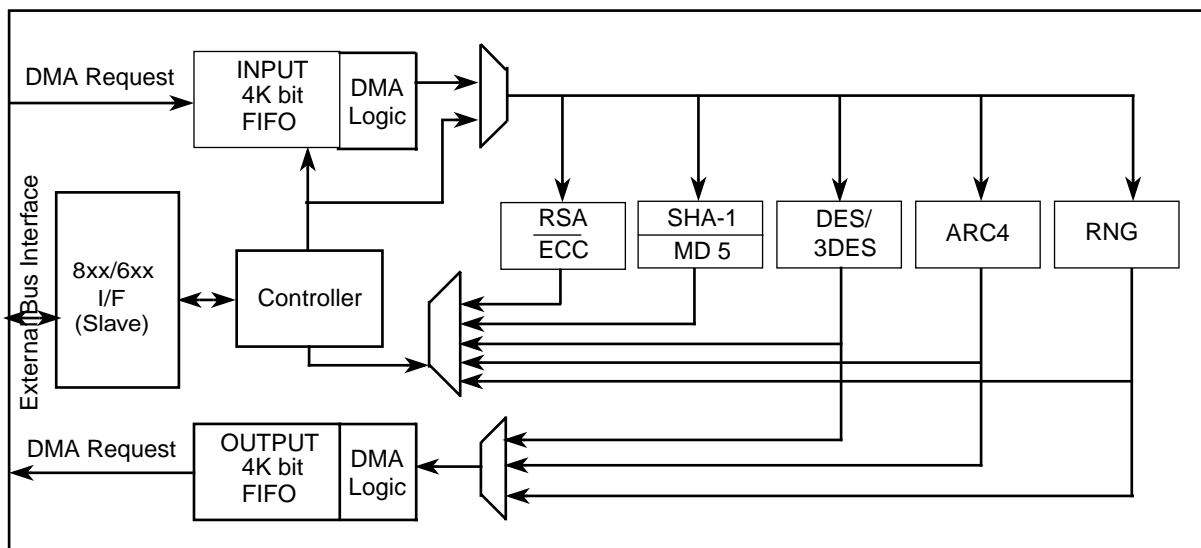 DMA Request
INPUT
4K bit
FIFO
DMA
Logic
External Bus Interface
8xx/6xx
I/F
(Slave)
Controller
RSA
ECC
SHA-1
MD 5
DES/
3DES
ARC4
RNG
DMA Request
OUTPUT
4K bit
FIFO
DMA
Logic